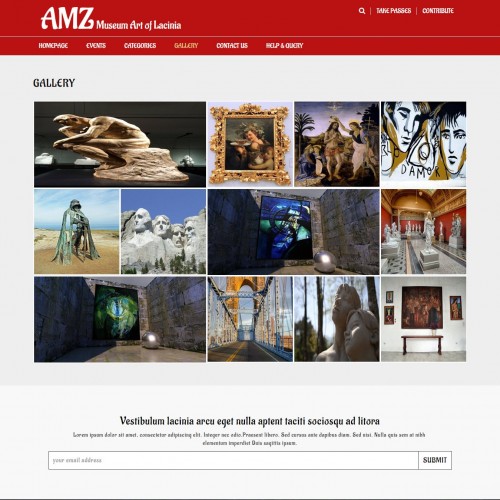 AMZ Museum Art of Lacinia
TAKE PASSES
CONTRIBUTE
HOMEPAGE EVENTS CATEGORIES GALLERY CONTACT US HELP & QUERY
GALLERY
DAMOK
Vestibulum lacinia arcu eget nulla aptent taciti sociosqu ad litora
Lorem ipsum dolor sit amet, consectetur adipiscing elit. Integer nec odio.Praesent libero. Sed cursus ante dapibus diam. Sed nisi. Nulla quis sem at nibh
elementum imperdiet Duis sagittis ipsum.
your email address
SUBMIT